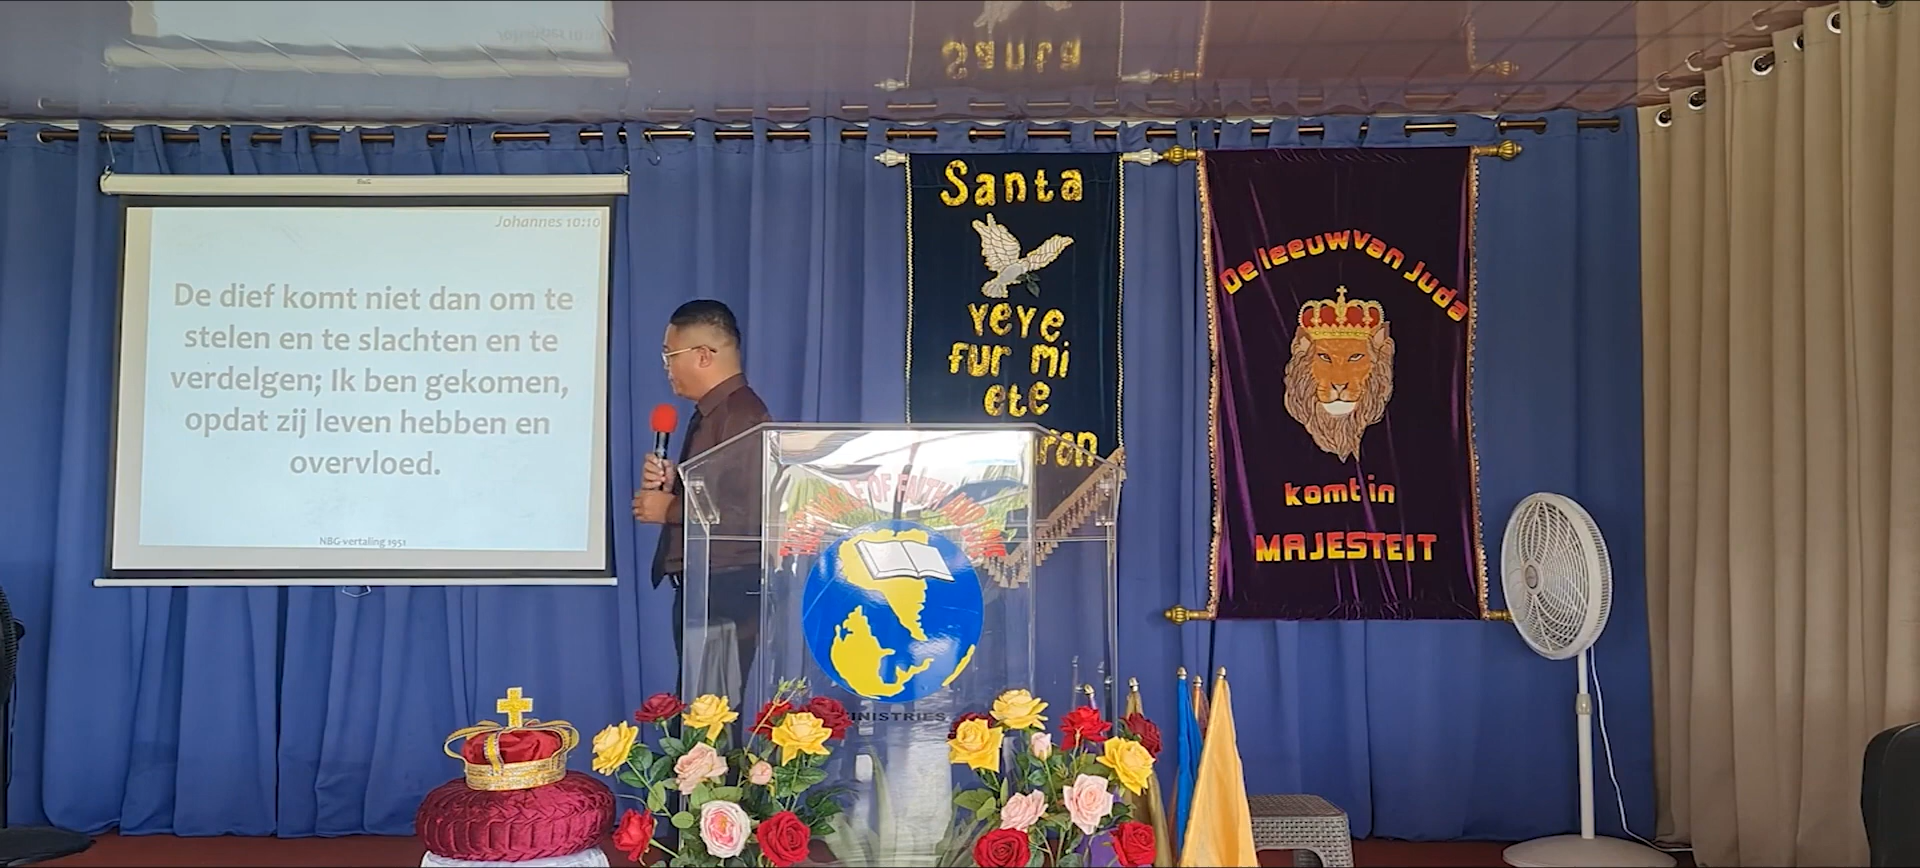 Johannes 10:10
De dief komt niet dan om te
stelen en te slachten en te
verdelgen; Ik ben gekomen,
opdat zij leven hebben en
overvloed.
NBG-vertaling 1951
Santa
YEYE
FUR mi
ete
De leeuw van Juda
komt in
MAJESTEIT
OF FAITH
MINISTRIES